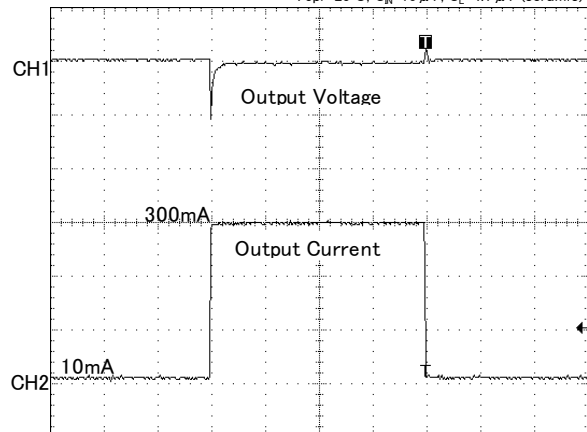 T
CH1
Output Voltage
300mA
Output Current
10mA
T
CH2